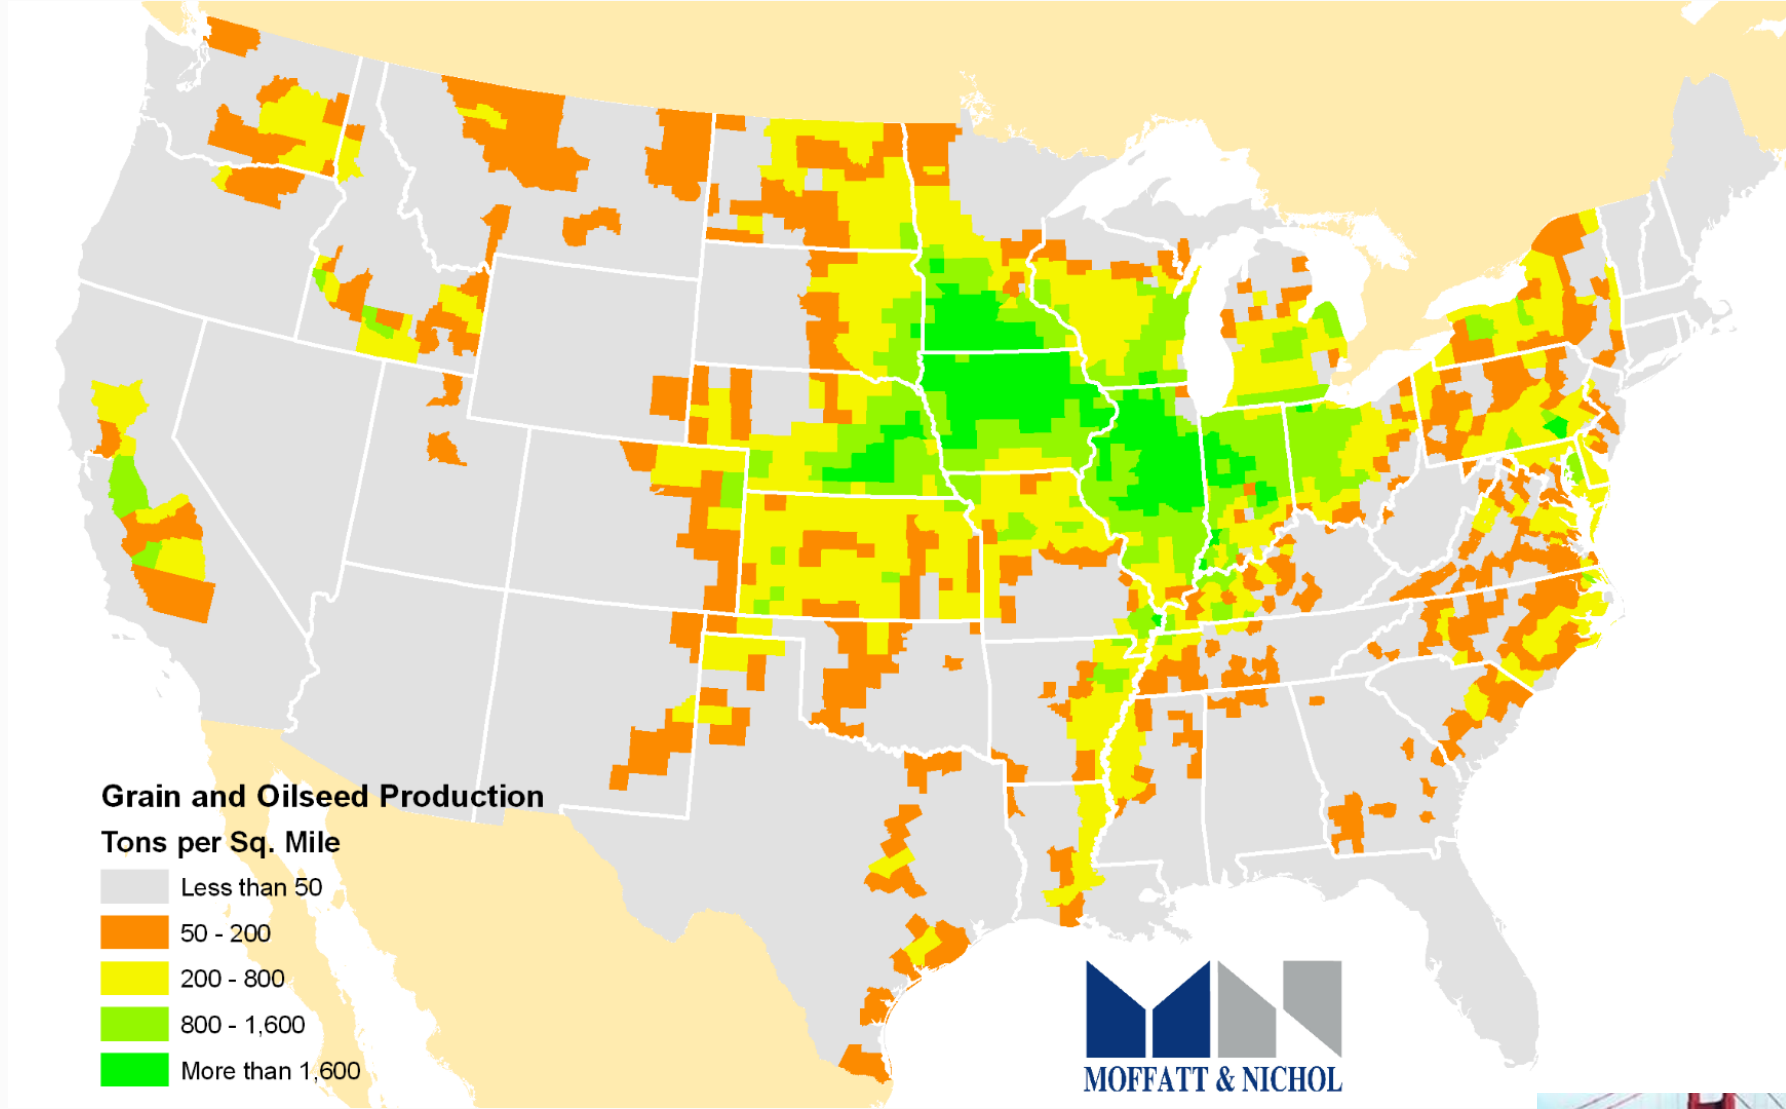 Grain and Oilseed Production
Tons per Sq. Mile
Less than 50
50 - 200
200 - 800
800 - 1,600
More than 1,600
MOFFATT & NICHOL